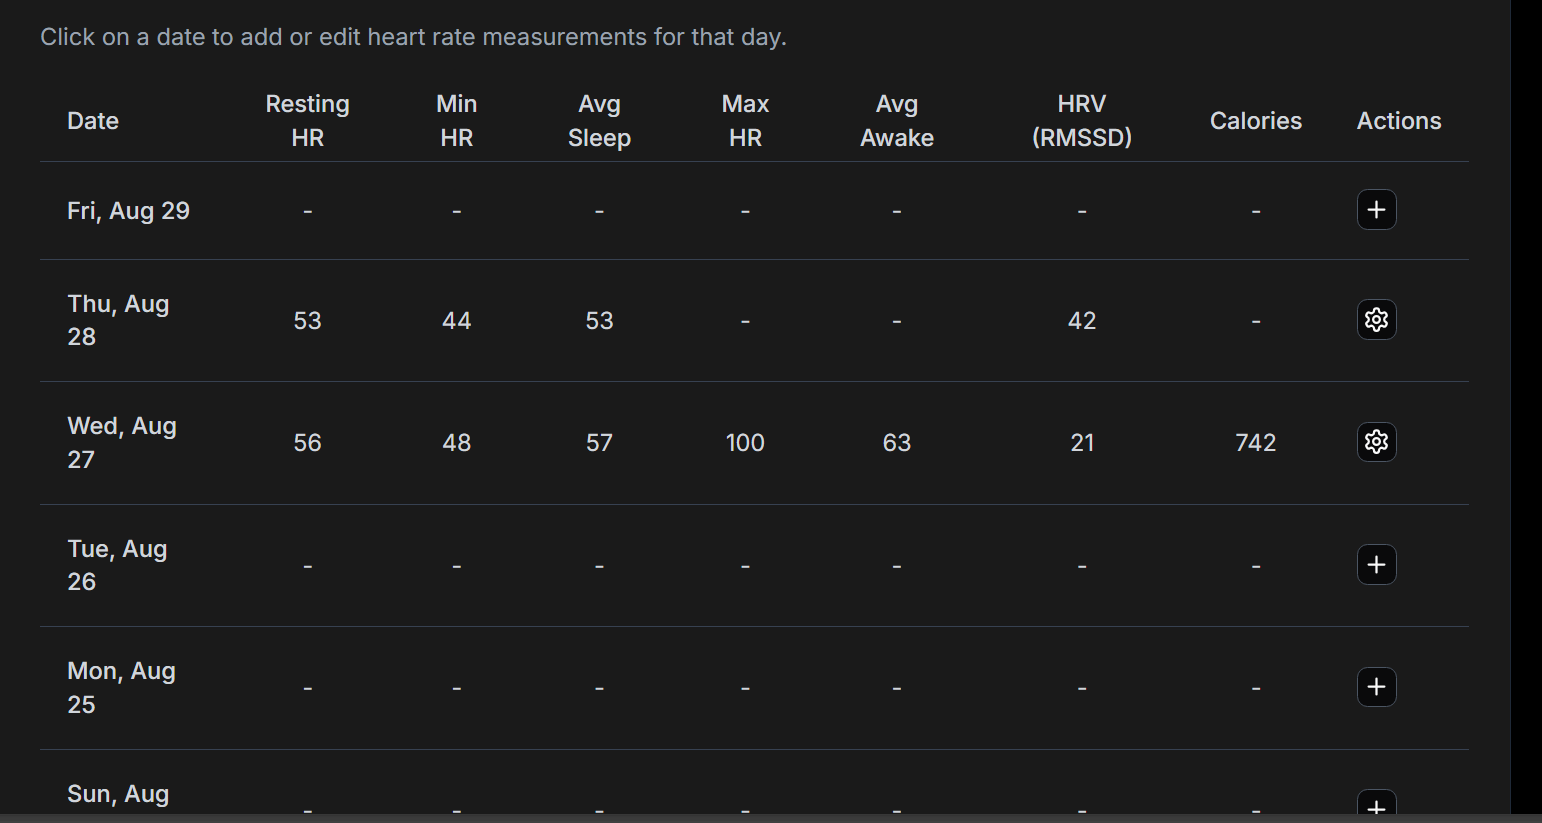 Click on a date to add or edit heart rate measurements for that day.
Date Resting HR Min HR Avg Sleep Max HR Avg Awake HRV (RMSSD) Calories Actions
Fri, Aug 29 - - - - - - -
Thu, Aug 28 53 44 53 - - 42 -
Wed, Aug 27 56 48 57 100 63 21 742
Tue, Aug 26 - - - - - - -
Mon, Aug 25 - - - - - - -
Sun, Aug - - - - - - -